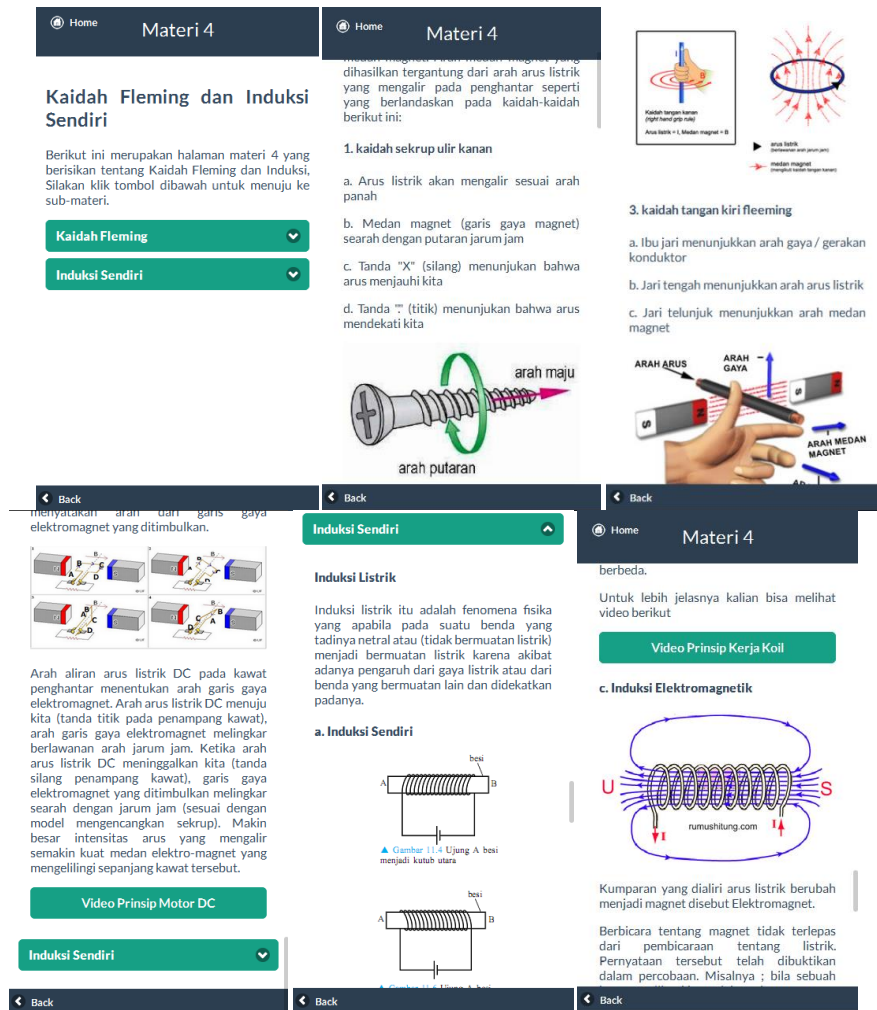 Home
Materi 4
Kaidah Fleming dan Induksi
Sendiri
Berikut ini merupakan halaman materi 4 yang
berisikan tentang Kaidah Fleming dan Induksi,
Silakan klik tombol dibawah untuk menuju ke
sub-materi.
Kaidah Fleming
Induksi Sendiri
Back
Home
Materi 4
dihasilkan tergantung dari arah arus listrik
yang mengalir pada penghantar seperti
yang berlandaskan pada kaidah-kaidah
berikut ini:
1. kaidah sekrup ulir kanan
a. Arus listrik akan mengalir sesuai arah
panah
b. Medan magnet (garis gaya magnet)
searah dengan putaran jarum jam
c. Tanda "X" (silang) menunjukan bahwa
arus menjauhi kita
d. Tanda "." (titik) menunjukan bahwa arus
mendekati kita
arah maju
arah putaran
Back
I
B
Kaidah tangan kanan
(right hand grip rule)
Arus listrik = I, Medan magnet = B
arus listrik
(berlawanan arah jarum jam)
medan magnet
(mengikuti kaidah tangan kanan)
3. kaidah tangan kiri fleeming
a. Ibu jari menunjukkan arah gaya / gerakan
konduktor
b. Jari tengah menunjukkan arah arus listrik
c. Jari telunjuk menunjukkan arah medan
magnet
ARAH ARUS
ARAH
GAYA
S
N
S
N
ARAH MEDAN
MAGNET
Back
menyatakan arah dari garis gaya
elektromagnet yang ditimbulkan.
Arah aliran arus listrik DC pada kawat
penghantar menentukan arah garis gaya
elektromagnet. Arah arus listrik DC menuju
kita (tanda titik pada penampang kawat),
arah garis gaya elektromagnet melingkar
berlawanan arah jarum jam. Ketika arah
arus listrik DC meninggalkan kita (tanda
silang penampang kawat), garis gaya
elektromagnet yang ditimbulkan melingkar
searah dengan jarum jam (sesuai dengan
model mengencangkan sekrup). Makin
besar intensitas arus yang mengalir
semakin kuat medan elektro-magnet yang
mengelilingi sepanjang kawat tersebut.
Video Prinsip Motor DC
Induksi Sendiri
Back
Induksi Sendiri
Induksi Listrik
Induksi listrik itu adalah fenomena fisika
yang apabila pada suatu benda yang
tadinya netral atau (tidak bermuatan listrik)
menjadi bermuatan listrik karena akibat
adanya pengaruh dari gaya listrik atau dari
benda yang bermuatan lain dan didekatkan
padanya.
a. Induksi Sendiri
besi
A
B
▲ Gambar 11.4 Ujung A besi
menjadi kutub utara
besi
A
B
Back
Home
Materi 4
berbeda.
Untuk lebih jelasnya kalian bisa melihat
video berikut
Video Prinsip Kerja Koil
c. Induksi Elektromagnetik
U
S
I
rumushitung.com
I
Kumparan yang dialiri arus listrik berubah
menjadi magnet disebut Elektromagnet.
Berbicara tentang magnet tidak terlepas
dari pembicaraan tentang listrik.
Pernyataan tersebut telah dibuktikan
dalam percobaan. Misalnya ; bila sebuah
Back